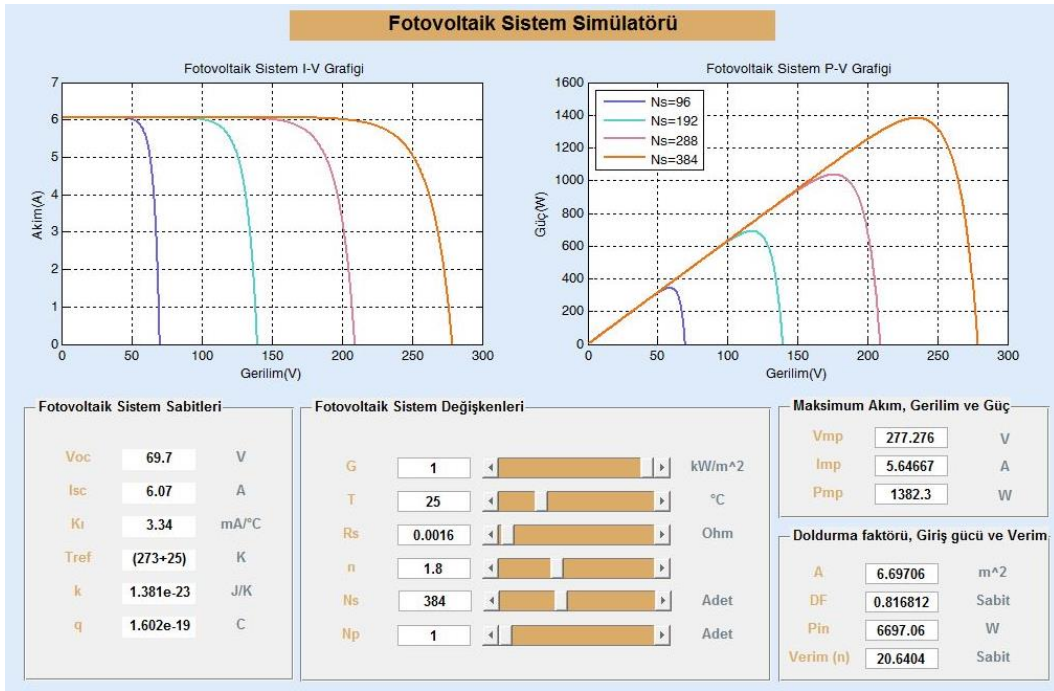 Fotovoltaik Sistem Simülatörü
Fotovoltaik Sistem I-V Grafigi
7
6
5
4
3
2
1
0
Akim(A)
0 50 100 150 200 250 300
Gerilim(V)
Fotovoltaik Sistem P-V Grafigi
1600
1400
1200
1000
800
600
400
200
0
Güç(W)
Ns=96
Ns=192
Ns=288
Ns=384
0 50 100 150 200 250 300
Gerilim(V)
Fotovoltaik Sistem Sabitleri
Voc 69.7 V
Isc 6.07 A
Kı 3.34 mA/°C
Tref (273+25) K
k 1.381e-23 J/K
q 1.602e-19 C
Fotovoltaik Sistem Değişkenleri
G 1 kW/m^2
T 25 °C
Rs 0.0016 Ohm
n 1.8
Ns 384 Adet
Np 1 Adet
Maksimum Akım, Gerilim ve Güç
Vmp 277.276 V
Imp 5.64667 A
Pmp 1382.3 W
Doldurma faktörü, Giriş gücü ve Verim
A 6.69706 m^2
DF 0.816812 Sabit
Pin 6697.06 W
Verim (n) 20.6404 Sabit